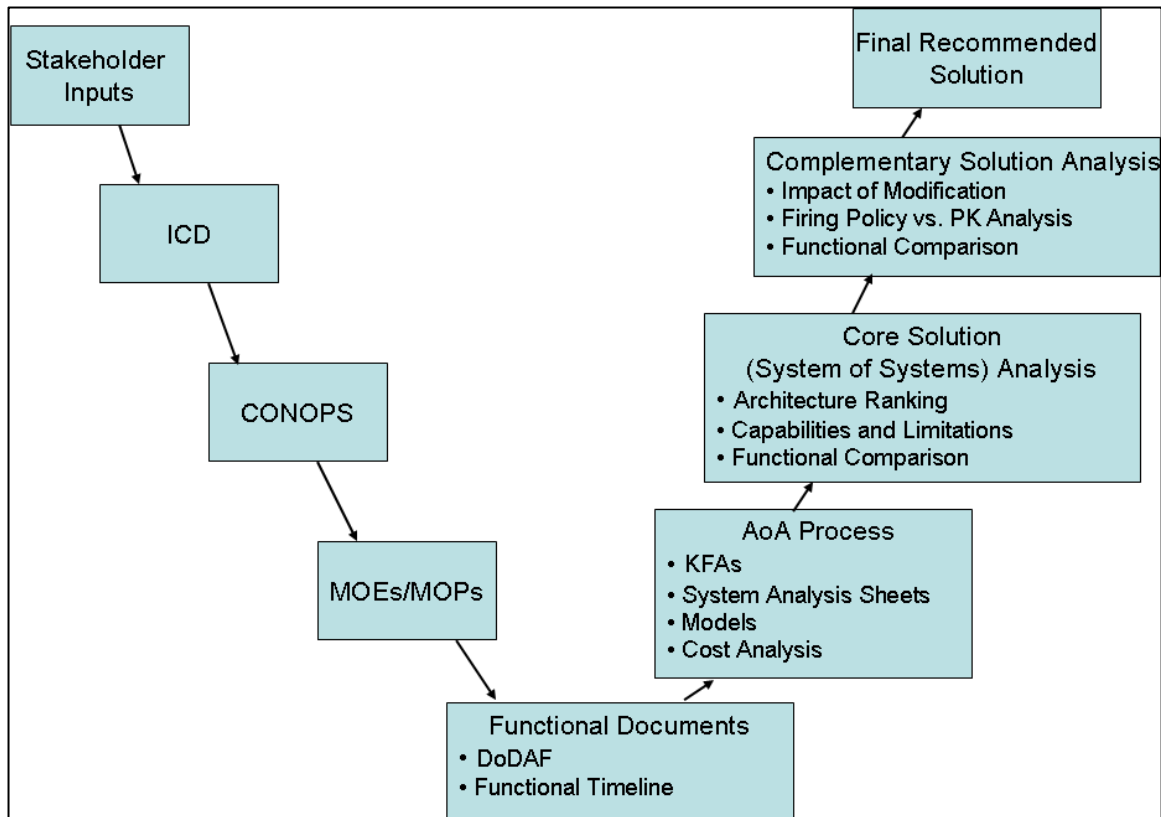 Stakeholder
Inputs
ICD
CONOPS
MOEs/MOPs
Functional Documents
• DoDAF
• Functional Timeline
AoA Process
• KFAs
• System Analysis Sheets
• Models
• Cost Analysis
Core Solution
(System of Systems) Analysis
• Architecture Ranking
• Capabilities and Limitations
• Functional Comparison
Complementary Solution Analysis
• Impact of Modification
• Firing Policy vs. PK Analysis
• Functional Comparison
Final Recommended
Solution